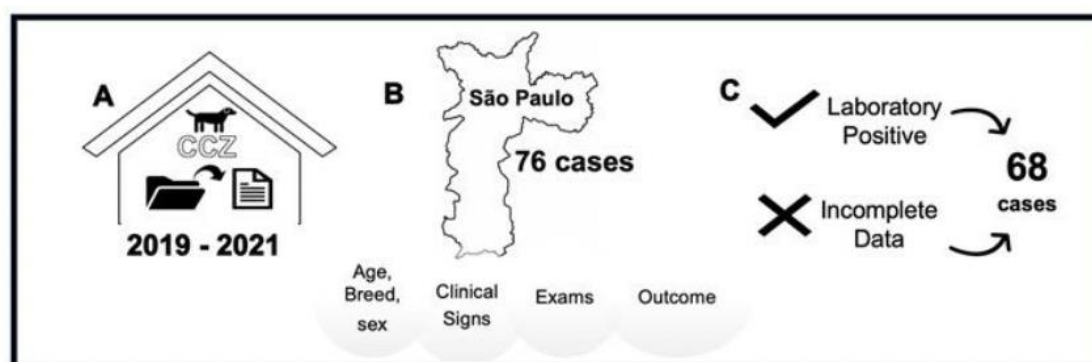 A
CCZ
2019 - 2021
B
São Paulo
76 cases
Age,
Breed,
sex
Clinical
Signs
Exams
Outcome
C
Laboratory
Positive
Incomplete
Data
68
cases